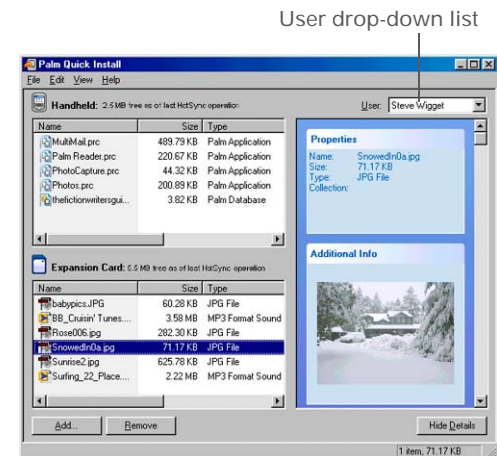 User drop-down list
Palm Quick Install
File Edit View Help
Handheld: 2.5 MB free as of last HotSync operation
User: Steve Wigget
Name Size Type
MultiMail.prc 489.79 KB Palm Application
Palm Reader.prc 220.67 KB Palm Application
PhotoCapture.prc 44.32 KB Palm Application
Photos.prc 200.89 KB Palm Application
thefictionwritersgui... 3.82 KB Palm Database
Properties
Name: SnowedIn0a.jpg
Size: 71.17 KB
Type: JPG File
Collection:
Expansion Card: 5.5 MB free as of last HotSync operation
Name Size Type
babypics.JPG 60.28 KB JPG File
BB_Cruisin' Tunes.... 3.58 MB MP3 Format Sound
Rose006.jpg 282.30 KB JPG File
SnowedIn0a.jpg 71.17 KB JPG File
Sunrise2.jpg 625.78 KB JPG File
Surfing_22_Place.... 2.22 MB MP3 Format Sound
Additional Info
Add... Remove
Hide Details
1 item, 71.17 KB